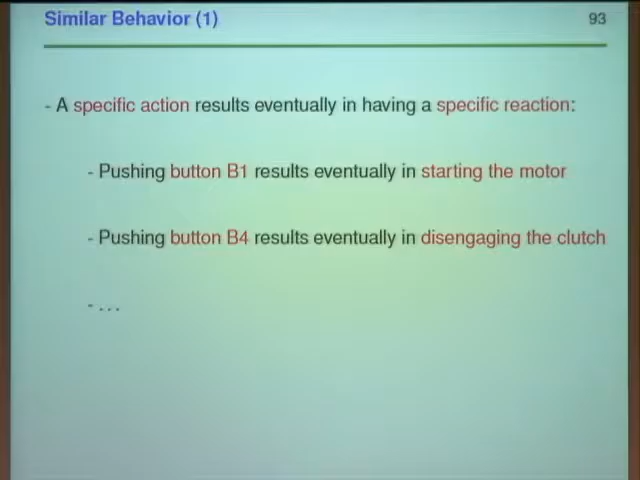 Similar Behavior (1)
93
- A specific action results eventually in having a specific reaction:
- Pushing button B1 results eventually in starting the motor
- Pushing button B4 results eventually in disengaging the clutch
- ...